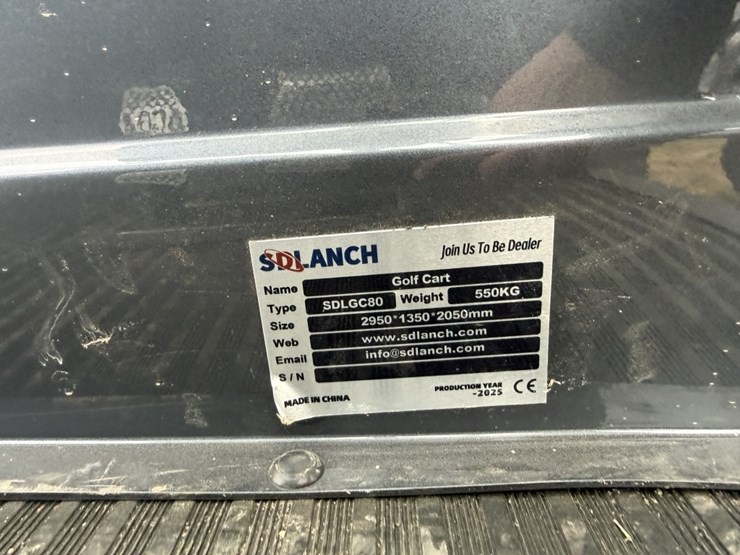 SDLANCH Join Us To Be Dealer
Name Golf Cart
Type SDLGC80 Weight 550KG
Size 2950*1350*2050mm
Web www.sdlanch.com
Email info@sdlanch.com
S / N
MADE IN CHINA PRODUCTION YEAR CE
-2025